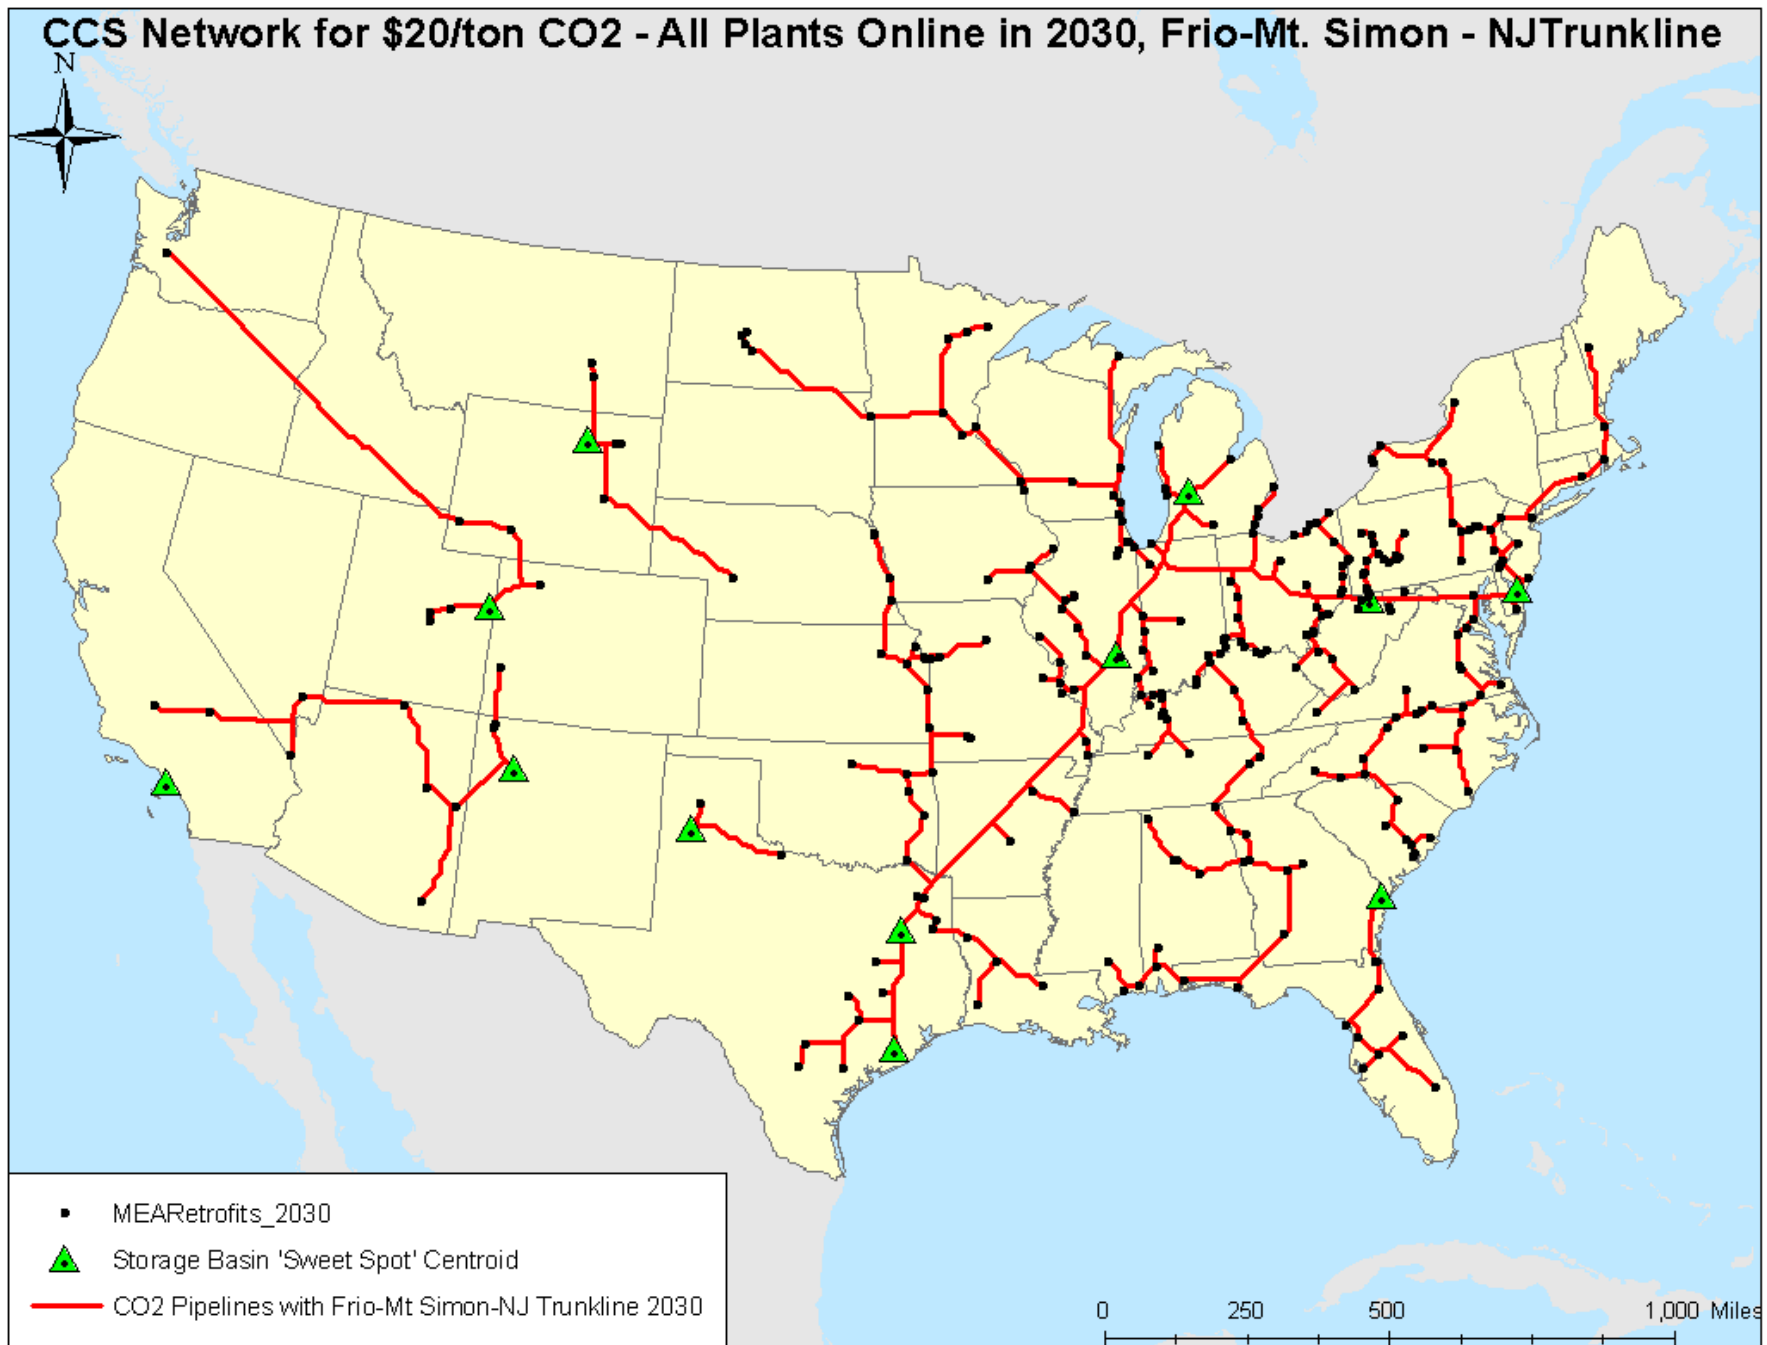 CCS Network for $20/ton CO2 - All Plants Online in 2030, Frio-Mt. Simon - NJTrunkline
N
MEARetrofits_2030
Storage Basin 'Sweet Spot' Centroid
CO2 Pipelines with Frio-Mt Simon-NJ Trunkline 2030
0 250 500 1,000 Miles